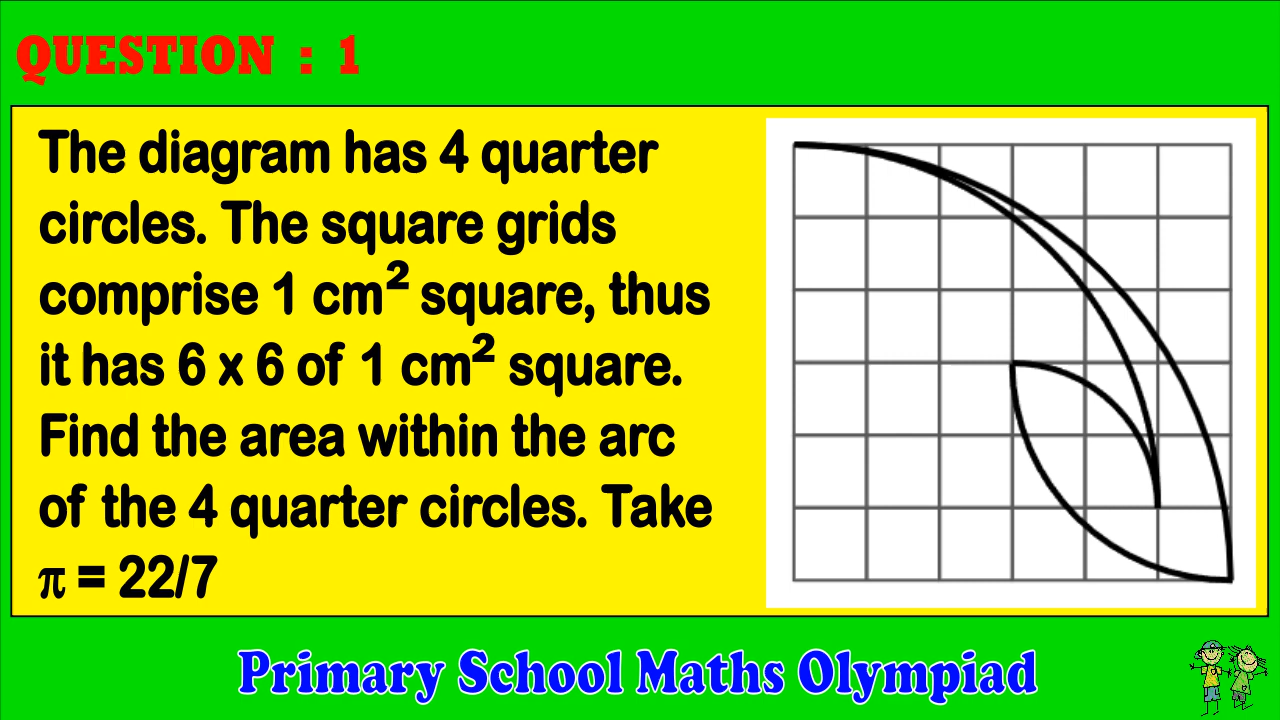 QUESTION : 1
The diagram has 4 quarter
circles. The square grids
comprise 1 cm² square, thus
it has 6 x 6 of 1 cm² square.
Find the area within the arc
of the 4 quarter circles. Take
π = 22/7
Primary School Maths Olympiad